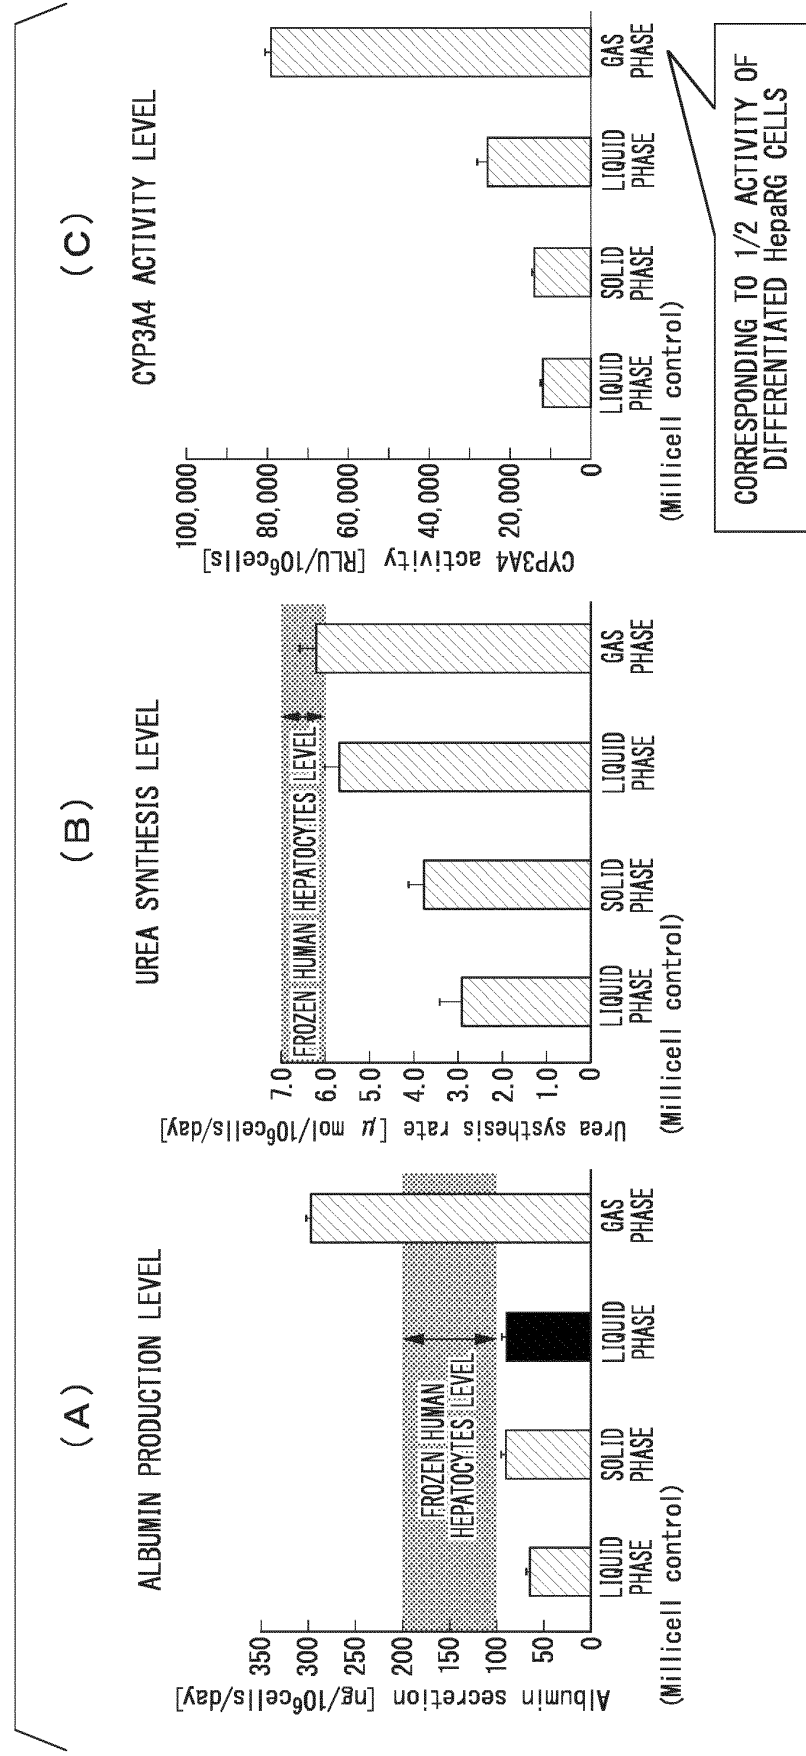 (A)
ALBUMIN PRODUCTION LEVEL
Albumin secretion [ng/10⁶cells/day]
350
300
250
200
150
100
50
0
FROZEN HUMAN
HEPATOCYTES LEVEL
LIQUID
PHASE
(Millicell control)
SOLID
PHASE
LIQUID
PHASE
GAS
PHASE
(B)
UREA SYNTHESIS LEVEL
Urea systhesis rate [μ mol/10⁶cells/day]
7.0
6.0
5.0
4.0
3.0
2.0
1.0
0
FROZEN HUMAN HEPATOCYTES LEVEL
LIQUID
PHASE
(Millicell control)
SOLID
PHASE
LIQUID
PHASE
GAS
PHASE
(C)
CYP3A4 ACTIVITY LEVEL
CYP3A4 activity [RLU/10⁶cells]
100,000
80,000
60,000
40,000
20,000
0
LIQUID
PHASE
(Millicell control)
SOLID
PHASE
LIQUID
PHASE
GAS
PHASE
CORRESPONDING TO 1/2 ACTIVITY OF
DIFFERENTIATED HepaRG CELLS